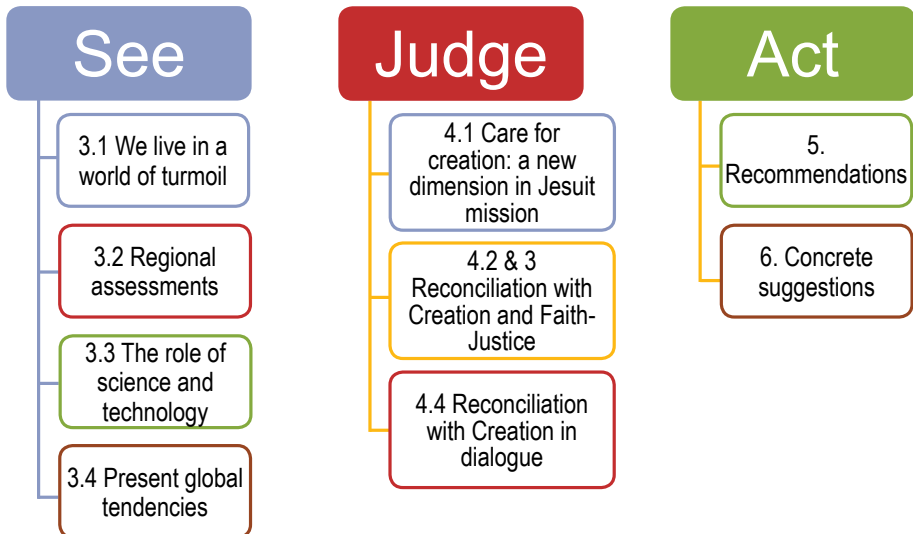 See
3.1 We live in a
world of turmoil
3.2 Regional
assessments
3.3 The role of
science and
technology
3.4 Present global
tendencies
Judge
4.1 Care for
creation: a new
dimension in Jesuit
mission
4.2 & 3
Reconciliation with
Creation and Faith-
Justice
4.4 Reconciliation
with Creation in
dialogue
Act
5.
Recommendations
6. Concrete
suggestions